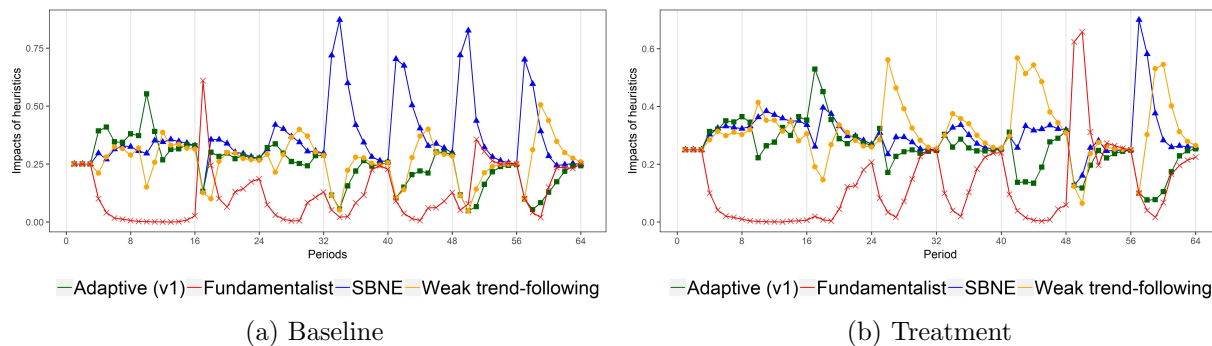 Impacts of heuristics
0.75
0.50
0.25
0.00
0 8 16 24 32 40 48 56 64
Periods
Adaptive (v1) Fundamentalist SBNE Weak trend-following
(a) Baseline
Impacts of heuristics
0.6
0.4
0.2
0.0
0 8 16 24 32 40 48 56 64
Period
Adaptive (v1) Fundamentalist SBNE Weak trend-following
(b) Treatment